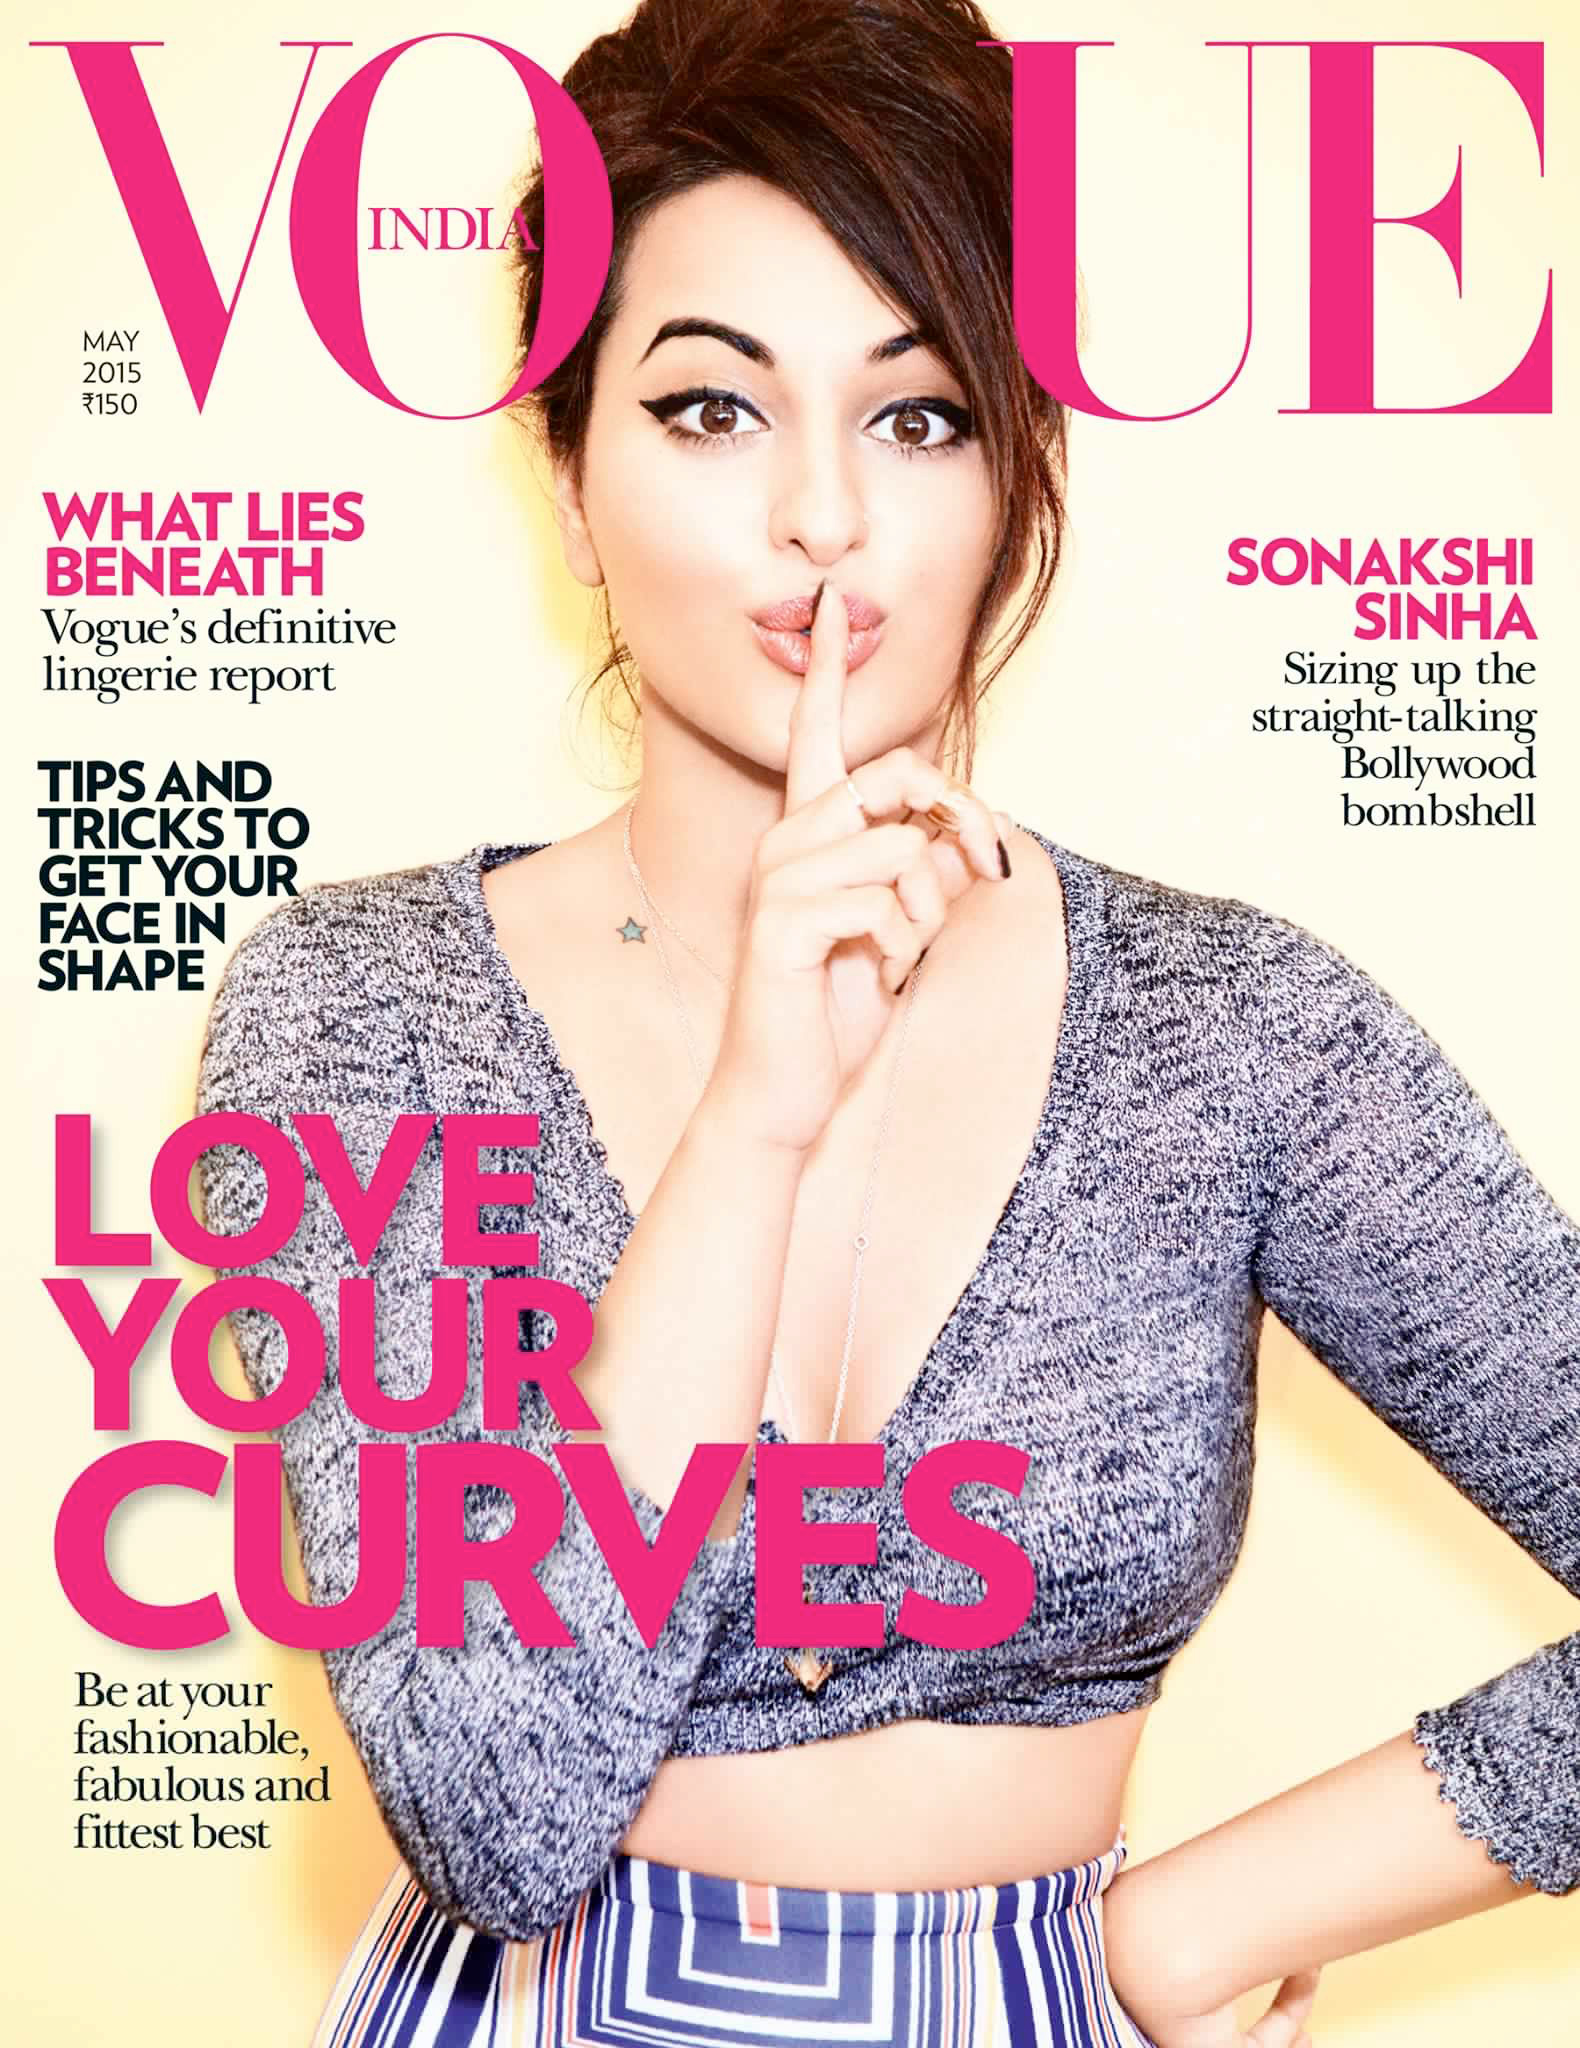 VOGUE
INDIA
MAY
2015
₹150
WHAT LIES
BENEATH
Vogue's definitive
lingerie report
TIPS AND
TRICKS TO
GET YOUR
FACE IN
SHAPE
SONAKSHI
SINHA
Sizing up the
straight-talking
Bollywood
bombshell
LOVE
YOUR
CURVES
Be at your
fashionable,
fabulous and
fittest best